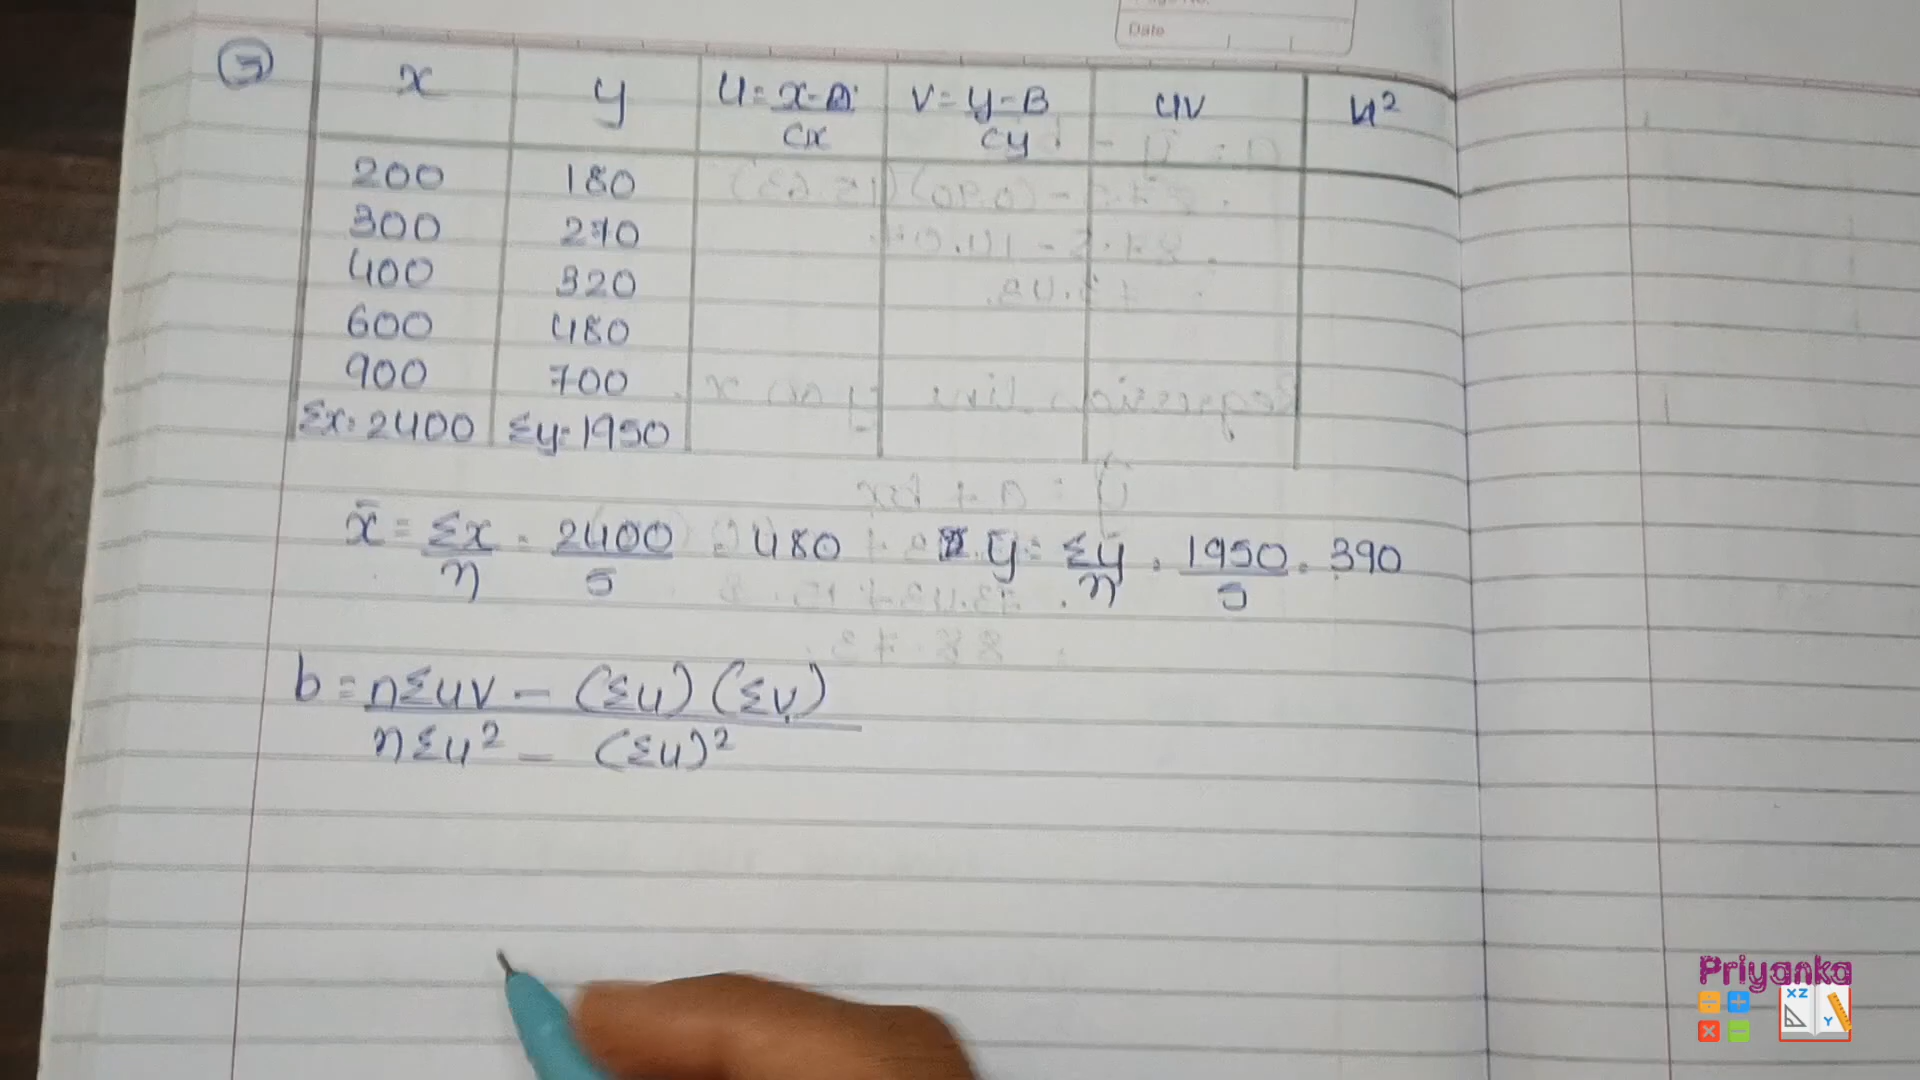 Date
③ x y U=x-A/Cx V=y-B/Cy uv u²
200 180
300 270
400 320
600 480
900 700
Σx=2400 Σy=1950
x̄ = Σx/n = 2400/5 = 480 ȳ = Σy/n = 1950/5 = 390
b = nΣuv - (Σu)(Σv)
nΣu² - (Σu)²
Priyanka
XZ
Y